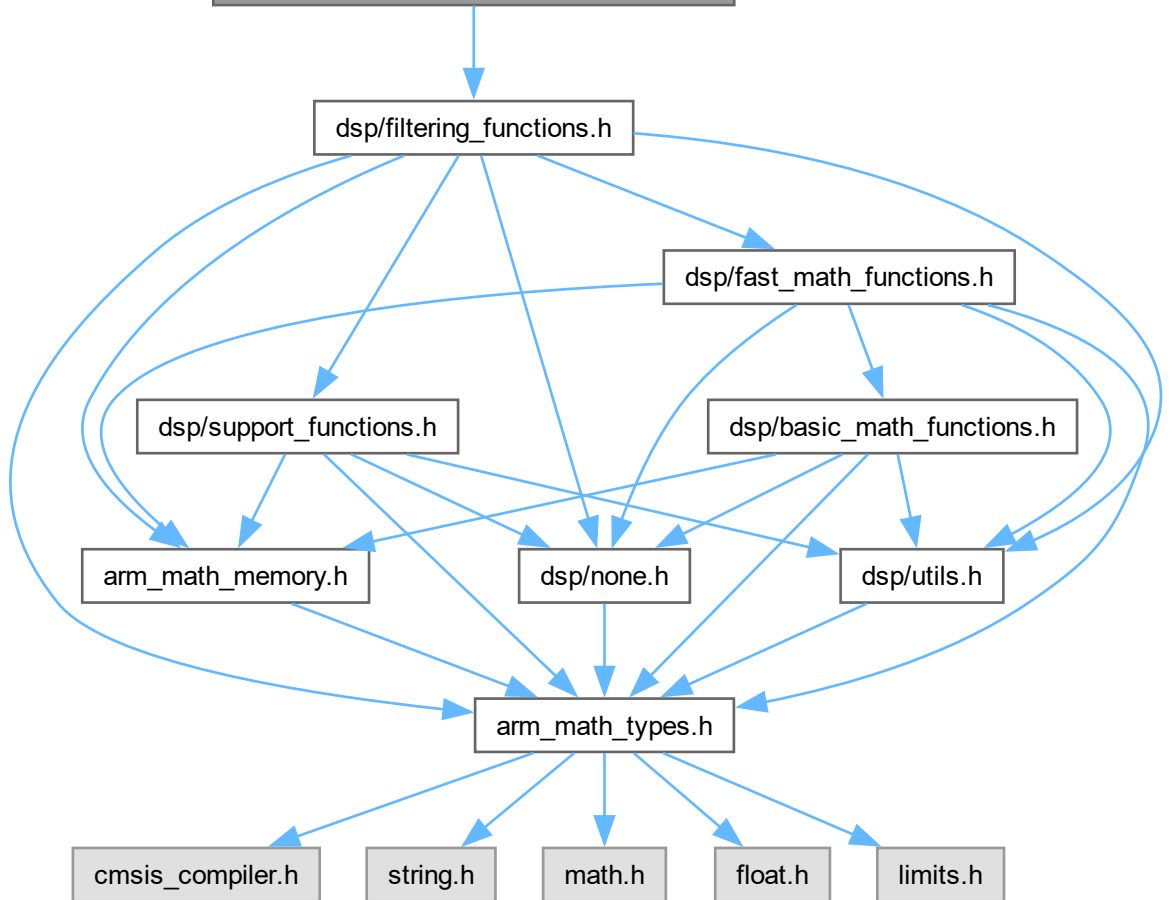 dsp/filtering_functions.h
dsp/fast_math_functions.h
dsp/support_functions.h
dsp/basic_math_functions.h
arm_math_memory.h
dsp/none.h
dsp/utils.h
arm_math_types.h
cmsis_compiler.h
string.h
math.h
float.h
limits.h